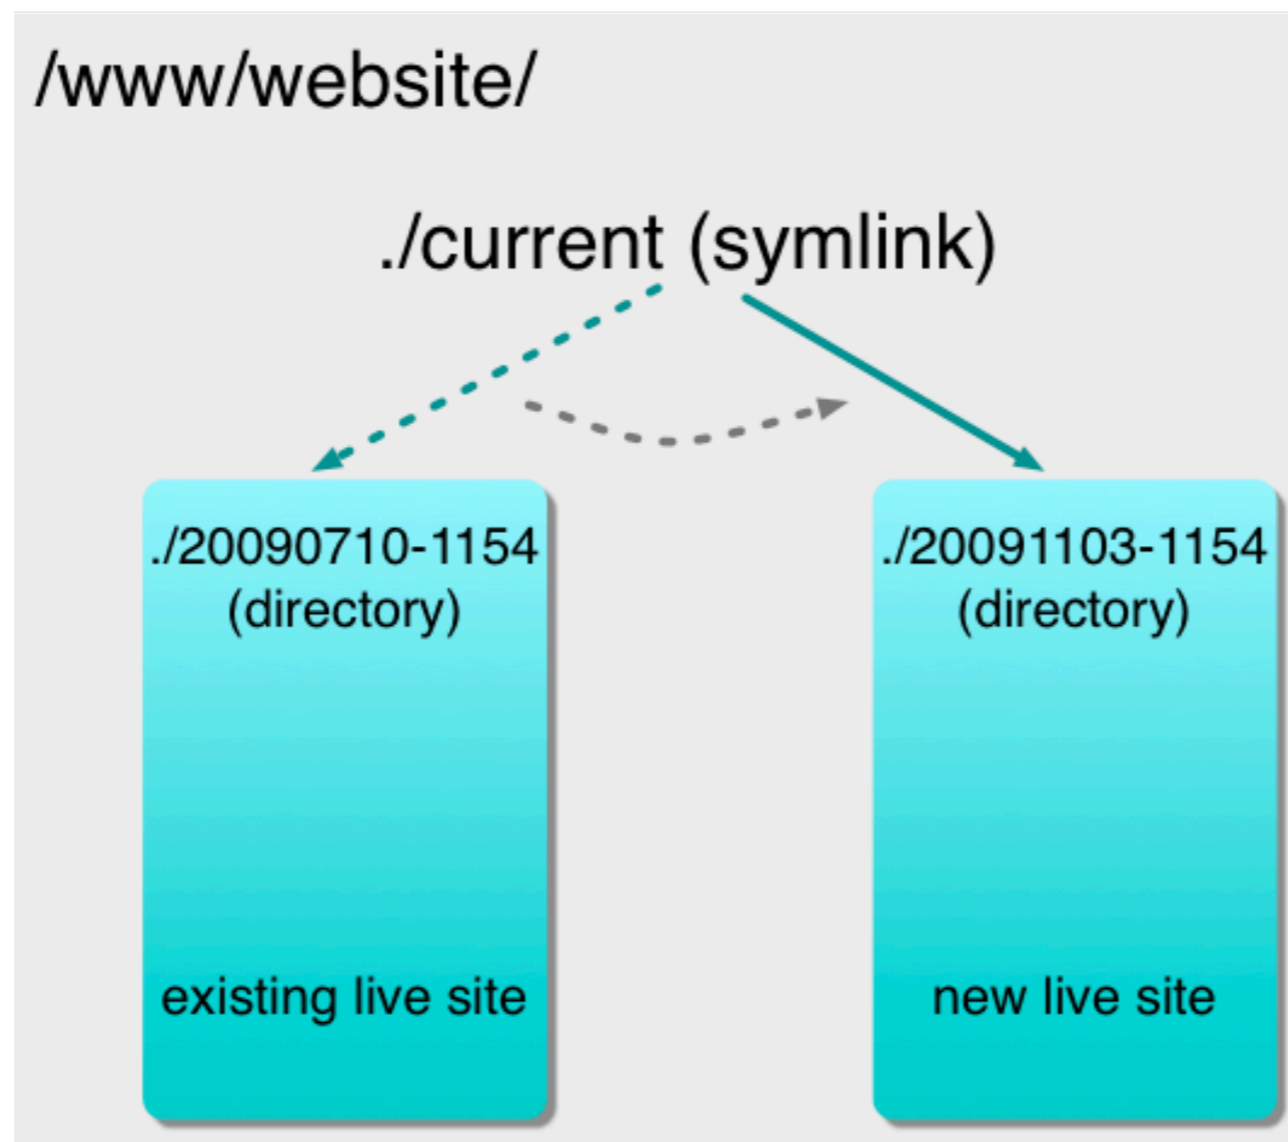 /www/website/
./current (symlink)
./20090710-1154
(directory)
existing live site
./20091103-1154
(directory)
new live site